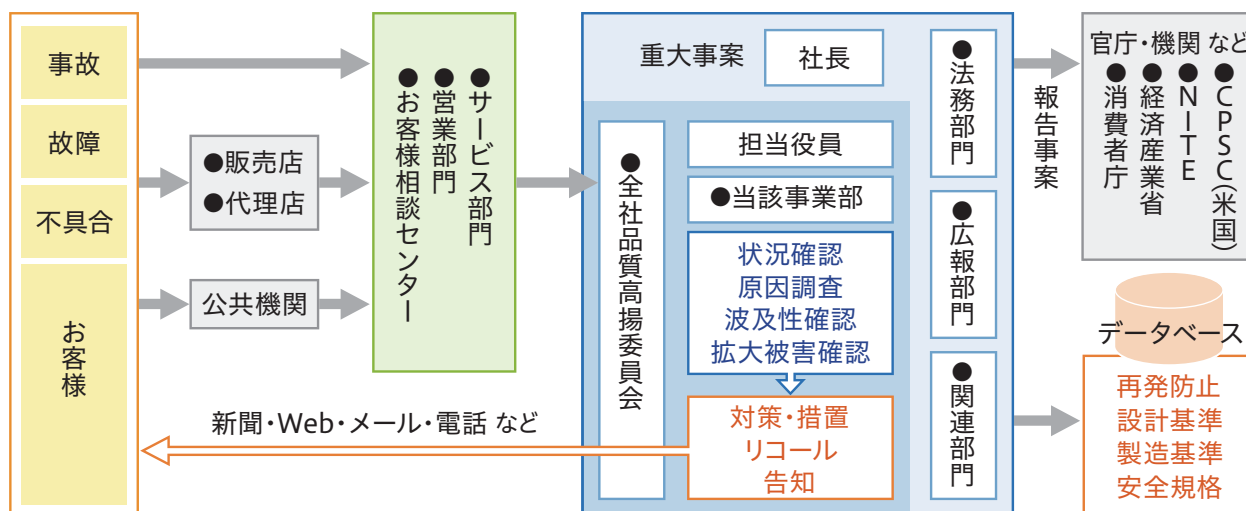 事故
故障
不具合
お客様
●販売店
●代理店
公共機関
●サービス部門
●営業部門
●お客様相談センター
重大事案
社長
●全社品質高揚委員会
担当役員
●当該事業部
状況確認
原因調査
波及性確認
拡大被害確認
対策・措置
リコール
告知
●法務部門
●広報部門
●関連部門
新聞・Web・メール・電話 など
報告事案
官庁・機関 など
●CPSC(米国)
●NITE
●経済産業省
●消費者庁
データベース
再発防止
設計基準
製造基準
安全規格